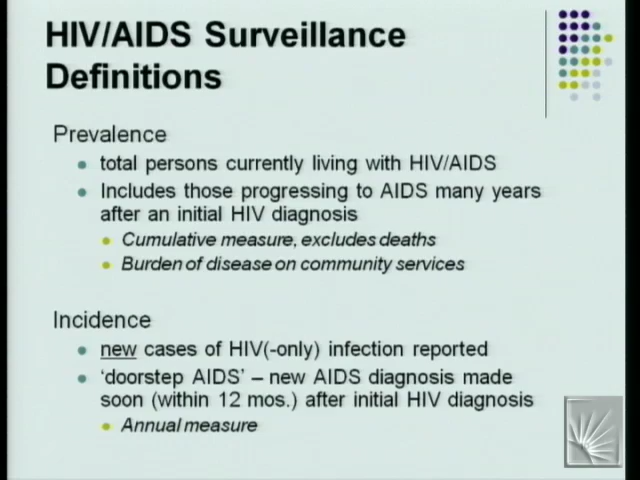 HIV/AIDS Surveillance
Definitions
Prevalence
total persons currently living with HIV/AIDS
Includes those progressing to AIDS many years
after an initial HIV diagnosis
Cumulative measure, excludes deaths
Burden of disease on community services
Incidence
new cases of HIV(-only) infection reported
‘doorstep AIDS’ – new AIDS diagnosis made
soon (within 12 mos.) after initial HIV diagnosis
Annual measure